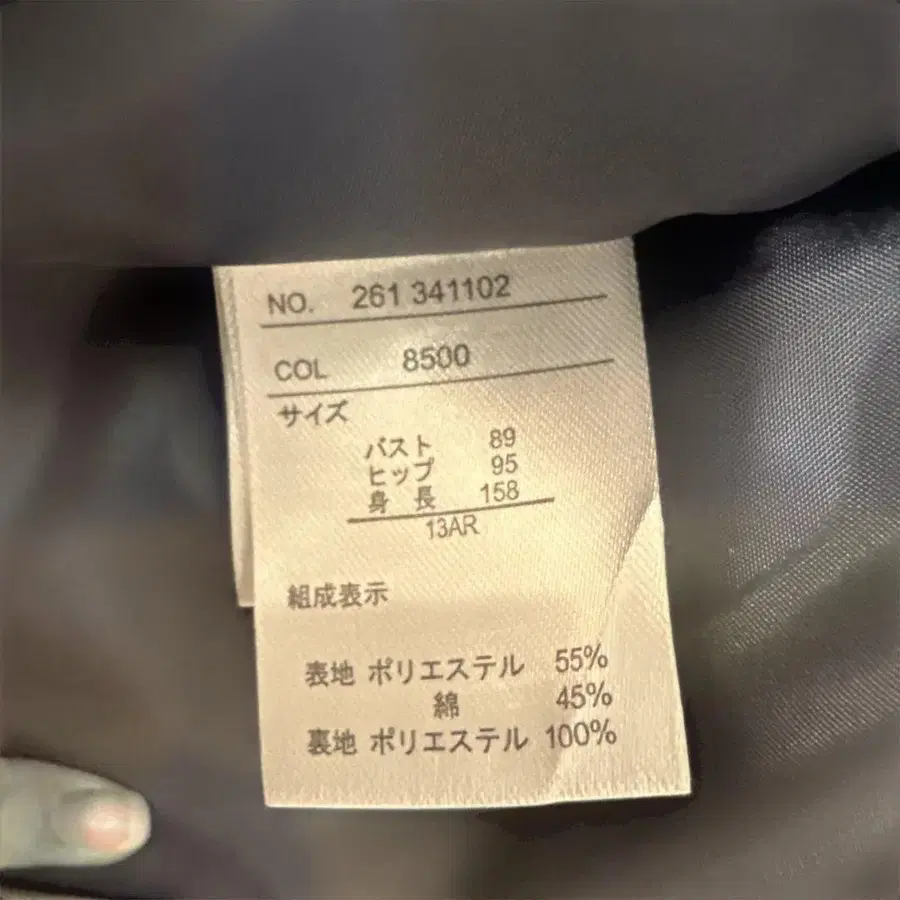 NO. 261 341102
COL 8500
サイズ
バスト 89
ヒップ 95
身長 158
13AR
組成表示
表地 ポリエステル 55%
綿 45%
裏地 ポリエステル 100%